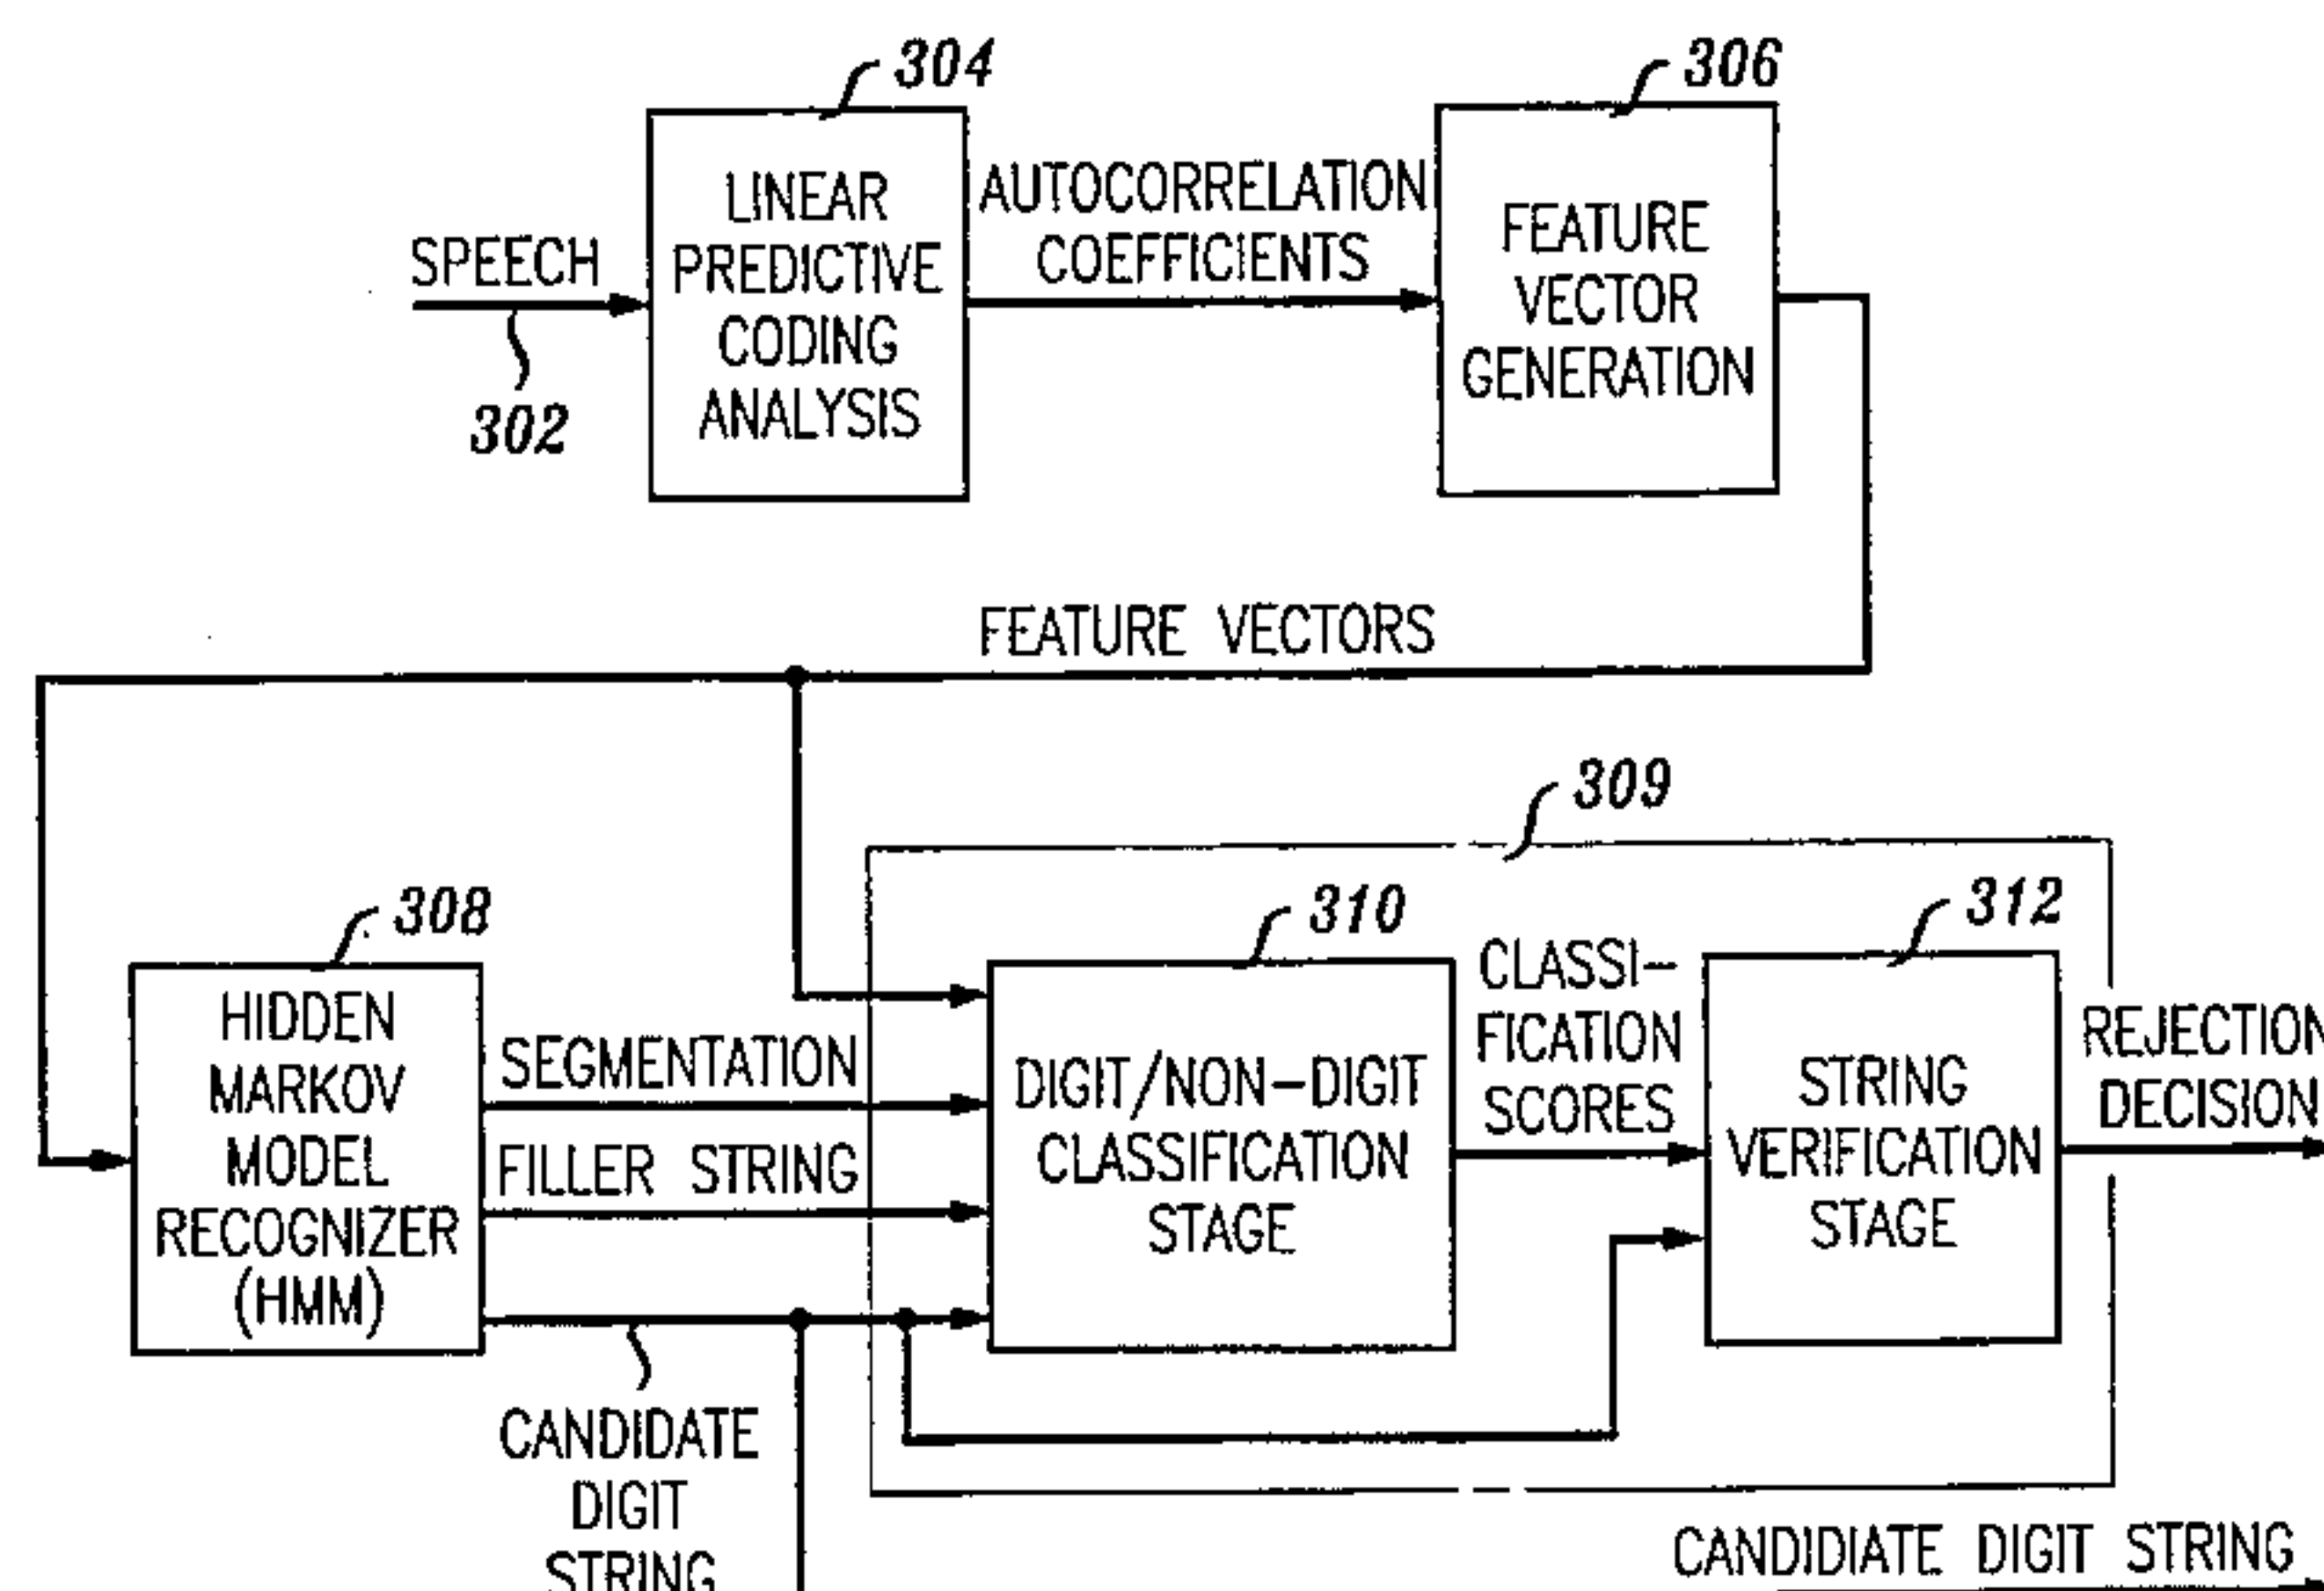 304
306
LINEAR
PREDICTIVE
CODING
ANALYSIS
AUTOCORRELATION
COEFFICIENTS
FEATURE
VECTOR
GENERATION
SPEECH
302
FEATURE VECTORS
309
308
310
312
HIDDEN
MARKOV
MODEL
RECOGNIZER
(HMM)
SEGMENTATION
FILLER STRING
DIGIT/NON-DIGIT
CLASSIFICATION
STAGE
CLASSI-
FICATION
SCORES
STRING
VERIFICATION
STAGE
REJECTION
DECISION
CANDIDATE
DIGIT
STRING
CANDIDIATE DIGIT STRING